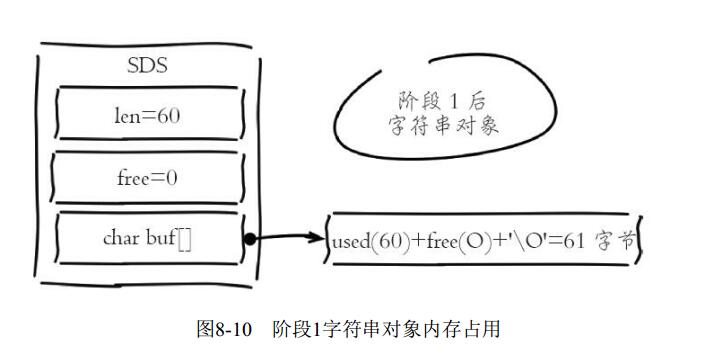 SDS
len=60
free=0
char buf[]
阶段 1 后
字符串对象
used(60)+free(O)+'\O'=61 字节
图8-10 阶段1字符串对象内存占用